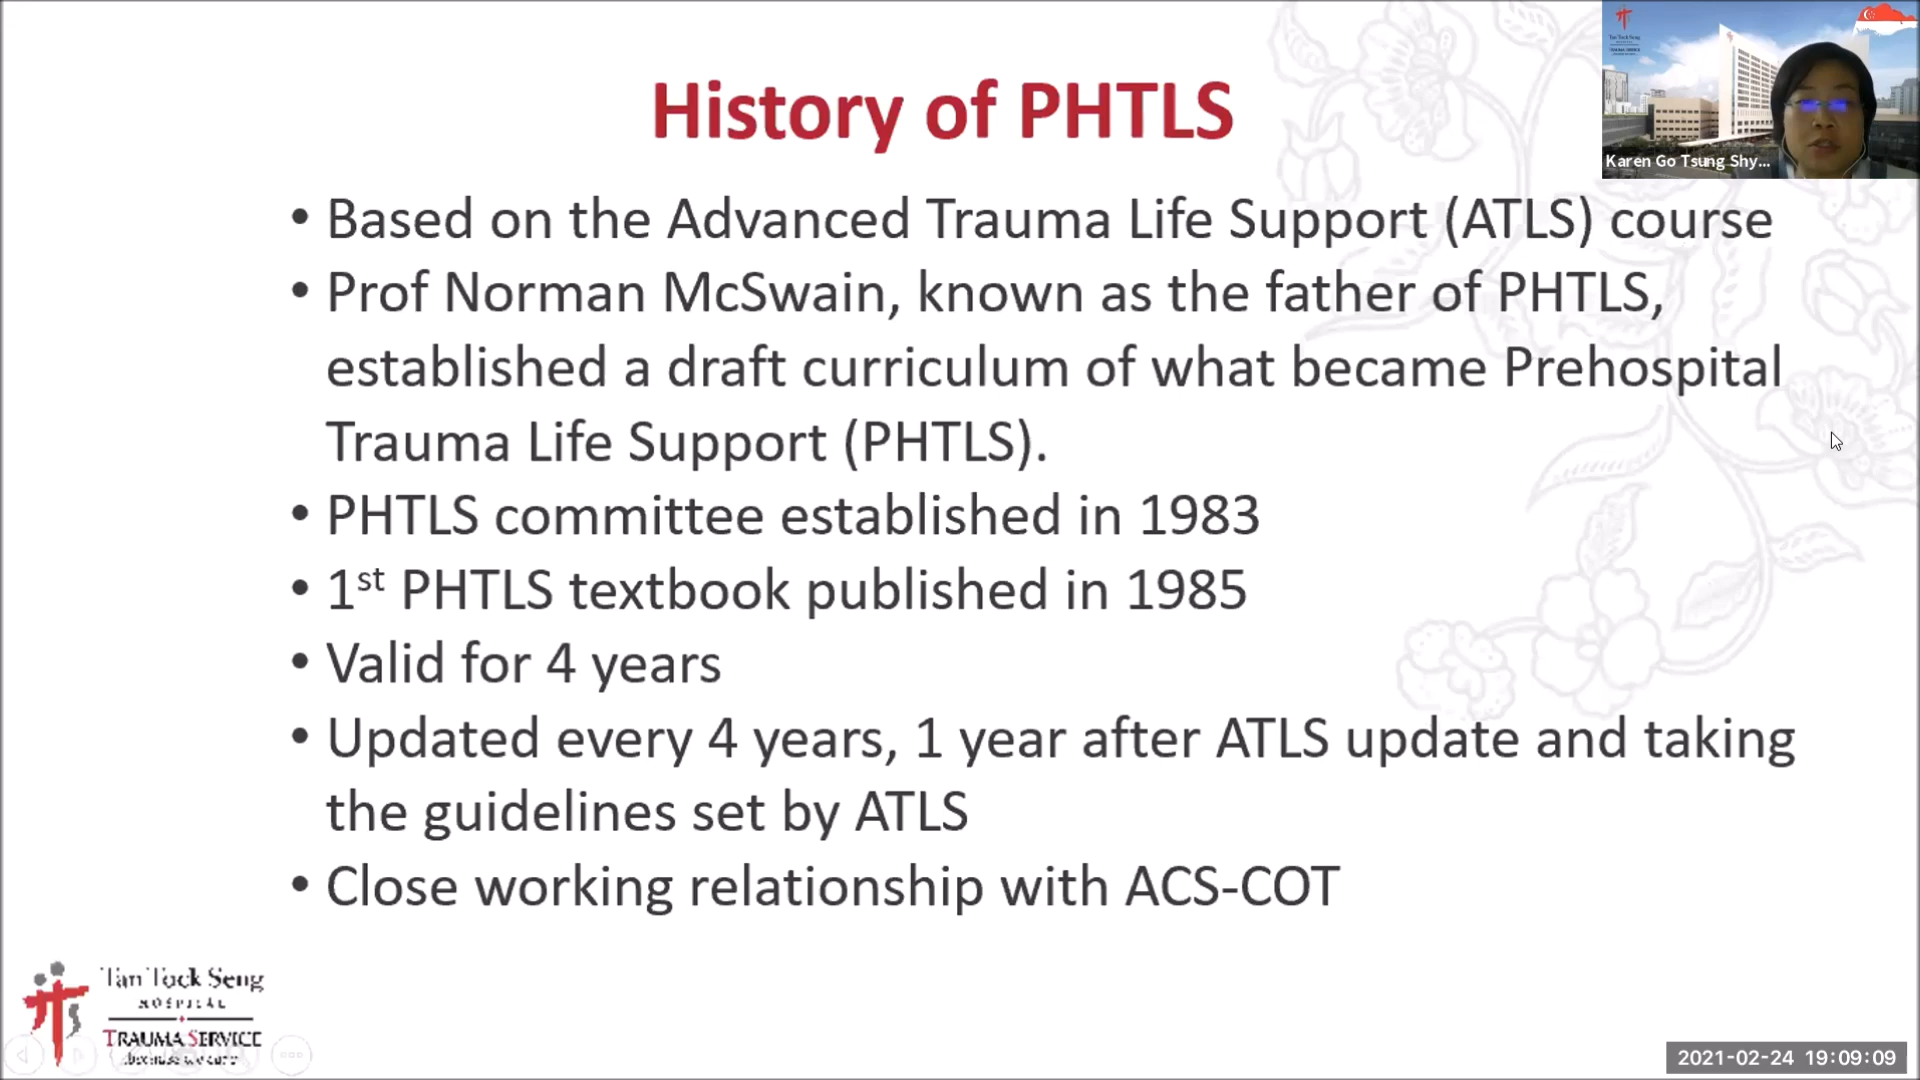 History of PHTLS
• Based on the Advanced Trauma Life Support (ATLS) course
• Prof Norman McSwain, known as the father of PHTLS,
established a draft curriculum of what became Prehospital
Trauma Life Support (PHTLS).
• PHTLS committee established in 1983
• 1st PHTLS textbook published in 1985
• Valid for 4 years
• Updated every 4 years, 1 year after ATLS update and taking
the guidelines set by ATLS
• Close working relationship with ACS-COT
Karen Go Tsung Shy...
Tan Tock Seng
HOSPITAL
TRAUMA SERVICE
2021-02-24 19:09:09